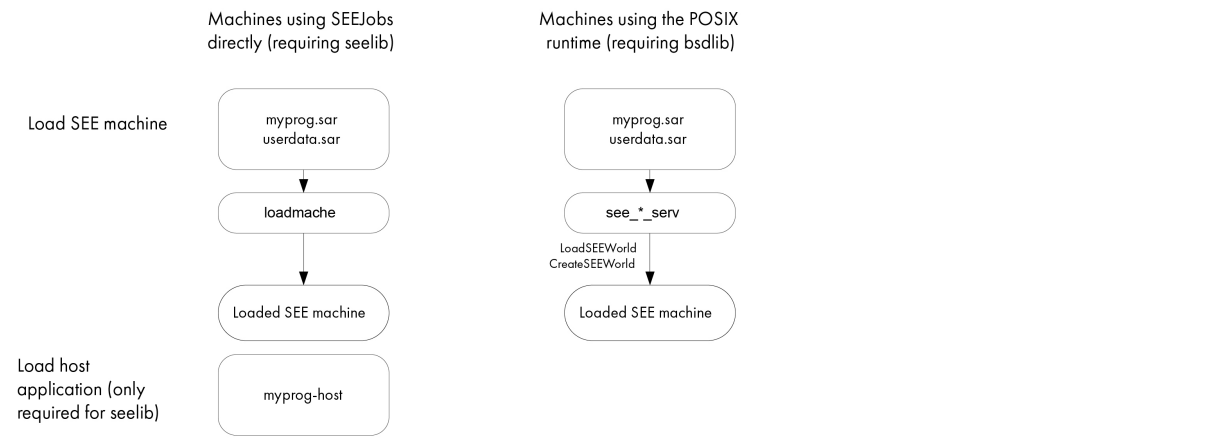 Machines using SEEJobs
directly (requiring seelib)
Machines using the POSIX
runtime (requiring bsdlib)
Load SEE machine
myprog.sar
userdata.sar
myprog.sar
userdata.sar
loadmache
see_*_serv
LoadSEEWorld
CreateSEEWorld
Loaded SEE machine
Loaded SEE machine
Load host
application (only
required for seelib)
myprog-host